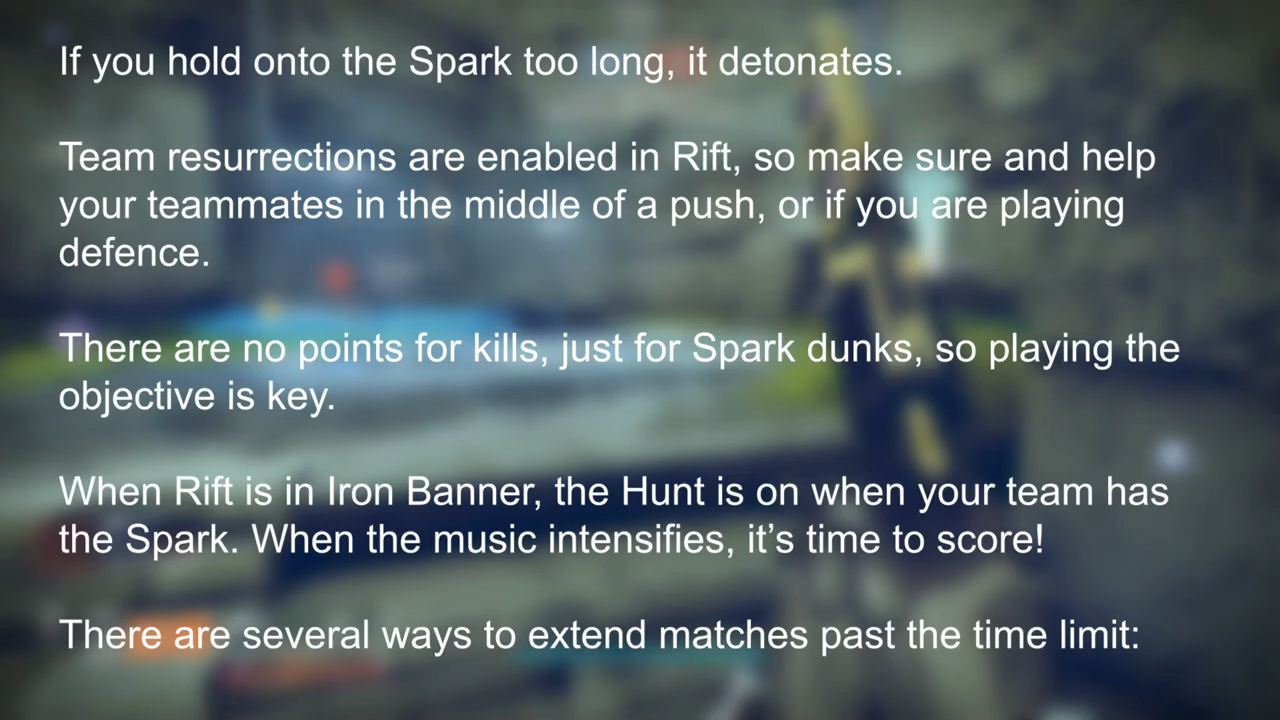 If you hold onto the Spark too long, it detonates.
Team resurrections are enabled in Rift, so make sure and help
your teammates in the middle of a push, or if you are playing
defence.
There are no points for kills, just for Spark dunks, so playing the
objective is key.
When Rift is in Iron Banner, the Hunt is on when your team has
the Spark. When the music intensifies, it’s time to score!
There are several ways to extend matches past the time limit: